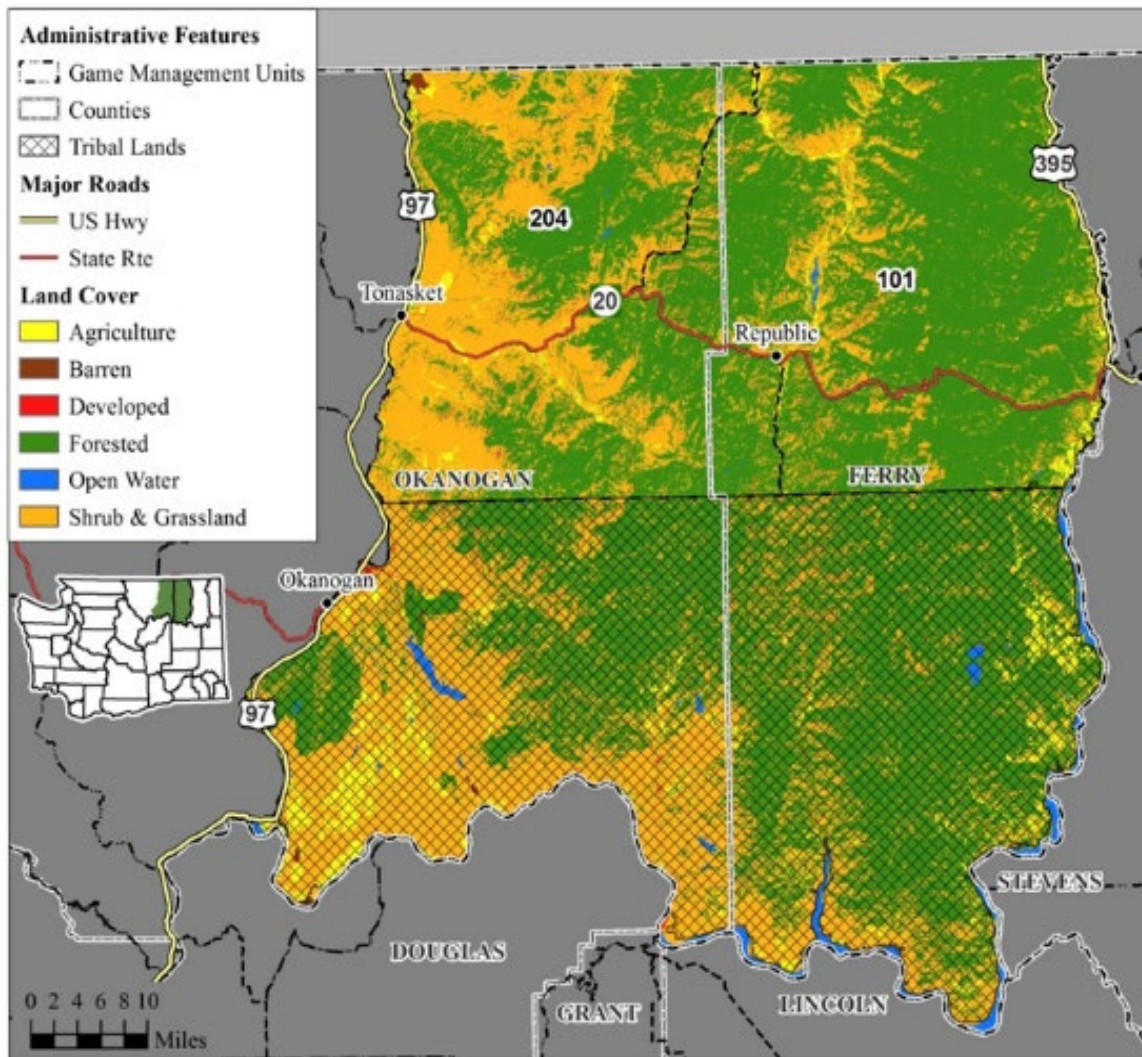 Administrative Features
Game Management Units
Counties
Tribal Lands
Major Roads
US Hwy
State Rte
Land Cover
Agriculture
Barren
Developed
Forested
Open Water
Shrub & Grassland
97
395
204
101
Tonasket
20
Republic
OKANOGAN
FERRY
Okanogan
97
STEVENS
DOUGLAS
GRANT
LINCOLN
0 2 4 6 8 10
Miles